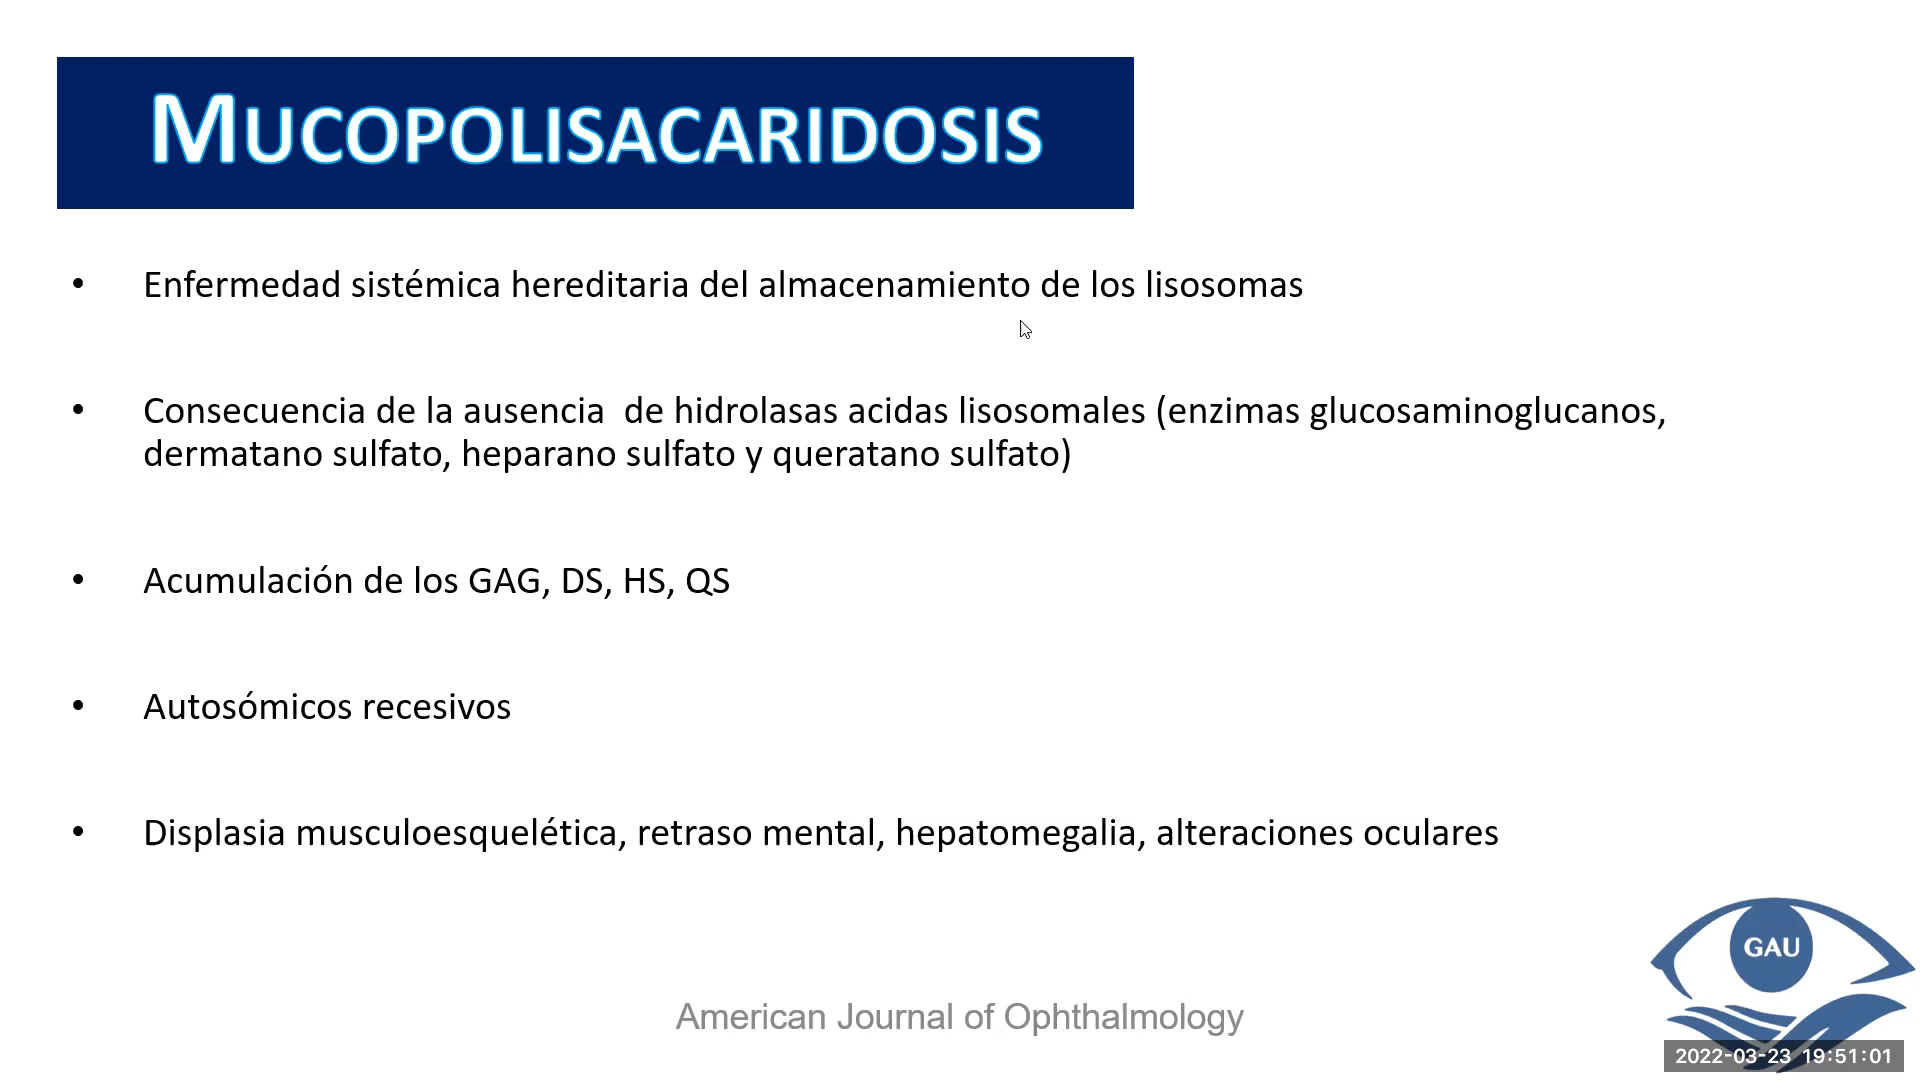 MUCOPOLISACARIDOSIS
• Enfermedad sistémica hereditaria del almacenamiento de los lisosomas
• Consecuencia de la ausencia  de hidrolasas acidas lisosomales (enzimas glucosaminoglucanos,
dermatano sulfato, heparano sulfato y queratano sulfato)
• Acumulación de los GAG, DS, HS, QS
• Autosómicos recesivos
• Displasia musculoesquelética, retraso mental, hepatomegalia, alteraciones oculares
GAU
American Journal of Ophthalmology
2022-03-23 19:51:01